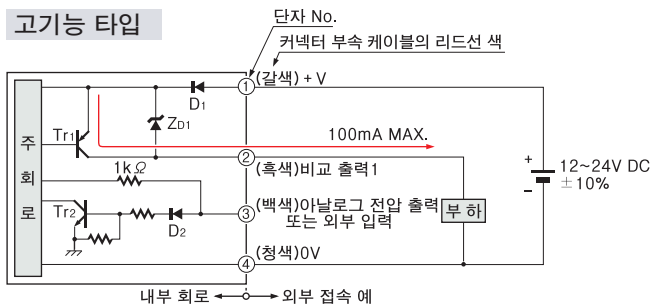 고기능 타입
단자 No.
커넥터 부속 케이블의 리드선 색
주회로
Tr1
D1
ZD1
1kΩ
Tr2
D2
1
(갈색) + V
100mA MAX.
2
(흑색)비교 출력1
3
(백색)아날로그 전압 출력
또는 외부 입력
4
(청색)0V
부 하
+
−
12~24V DC
±10%
내부 회로
외부 접속 예